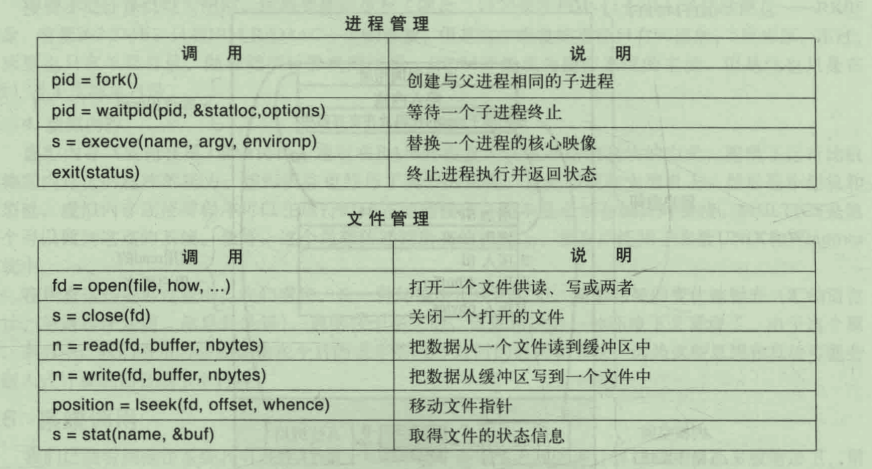 进程管理
调用 说明
pid = fork() 创建与父进程相同的子进程
pid = waitpid(pid, &statloc,options) 等待一个子进程终止
s = execve(name, argv, environp) 替换一个进程的核心映像
exit(status) 终止进程执行并返回状态
文件管理
调用 说明
fd = open(file, how, ...) 打开一个文件供读、写或两者
s = close(fd) 关闭一个打开的文件
n = read(fd, buffer, nbytes) 把数据从一个文件读到缓冲区中
n = write(fd, buffer, nbytes) 把数据从缓冲区写到一个文件中
position = lseek(fd, offset, whence) 移动文件指针
s = stat(name, &buf) 取得文件的状态信息